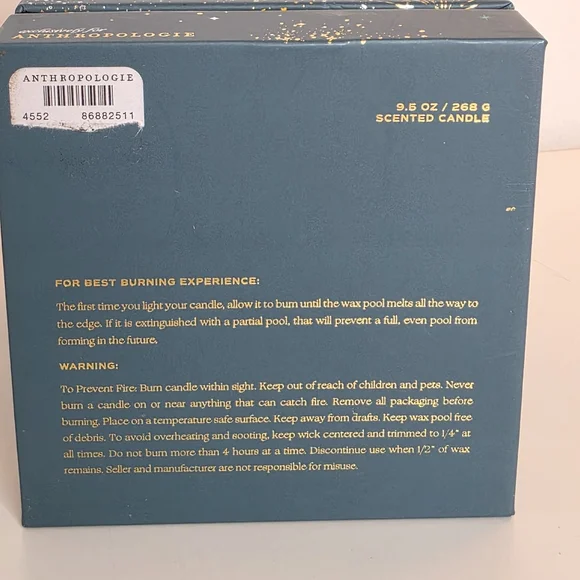 exclusively for
ANTHROPOLOGIE
ANTHROPOLOGIE
4552 86882511
9.5 OZ / 268 G
SCENTED CANDLE
FOR BEST BURNING EXPERIENCE:
The first time you light your candle, allow it to burn until the wax pool melts all the way to
the edge. If it is extinguished with a partial pool, that will prevent a full, even pool from
forming in the future.
WARNING:
To Prevent Fire: Burn candle within sight. Keep out of reach of children and pets. Never
burn a candle on or near anything that can catch fire. Remove all packaging before
burning. Place on a temperature safe surface. Keep away from drafts. Keep wax pool free
of debris. To avoid overheating and sooting, keep wick centered and trimmed to 1/4" at
all times. Do not burn more than 4 hours at a time. Discontinue use when 1/2" of wax
remains. Seller and manufacturer are not responsible for misuse.